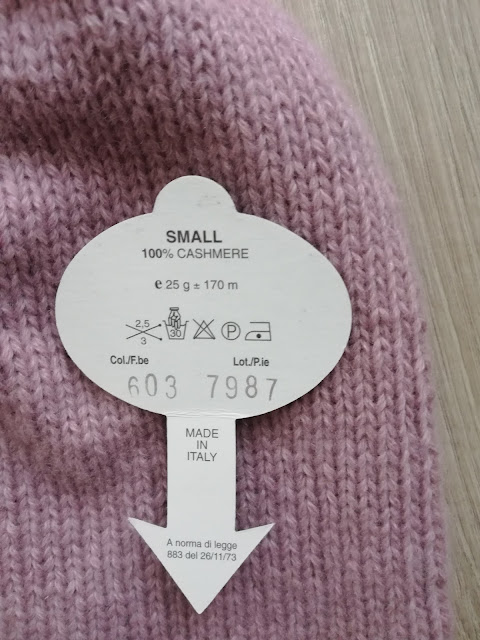 SMALL
100% CASHMERE
e 25 g ± 170 m
2,5
3
30
P
Col./F.be Lot./P.ie
603 7987
MADE
IN
ITALY
A norma di legge
883 del 26/11/73